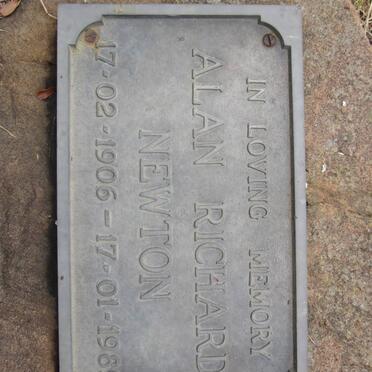 IN LOVING MEMORY
ALAN RICHARD
NEWTON
17-02-1906-17-01-198